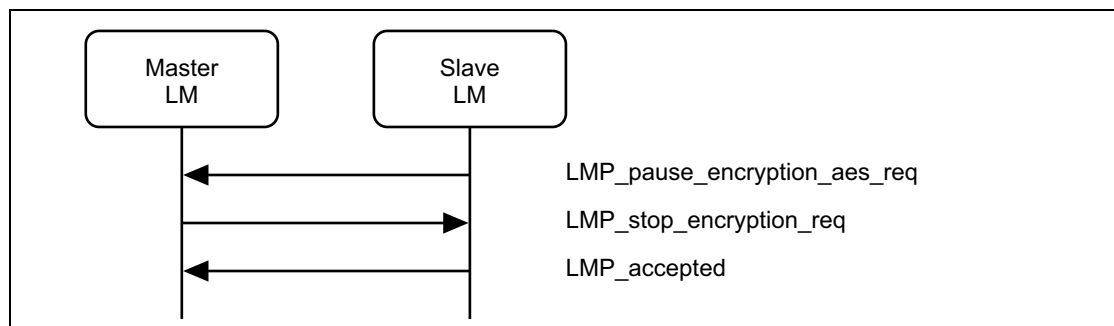 Master
LM
Slave
LM
LMP_pause_encryption_aes_req
LMP_stop_encryption_req
LMP_accepted